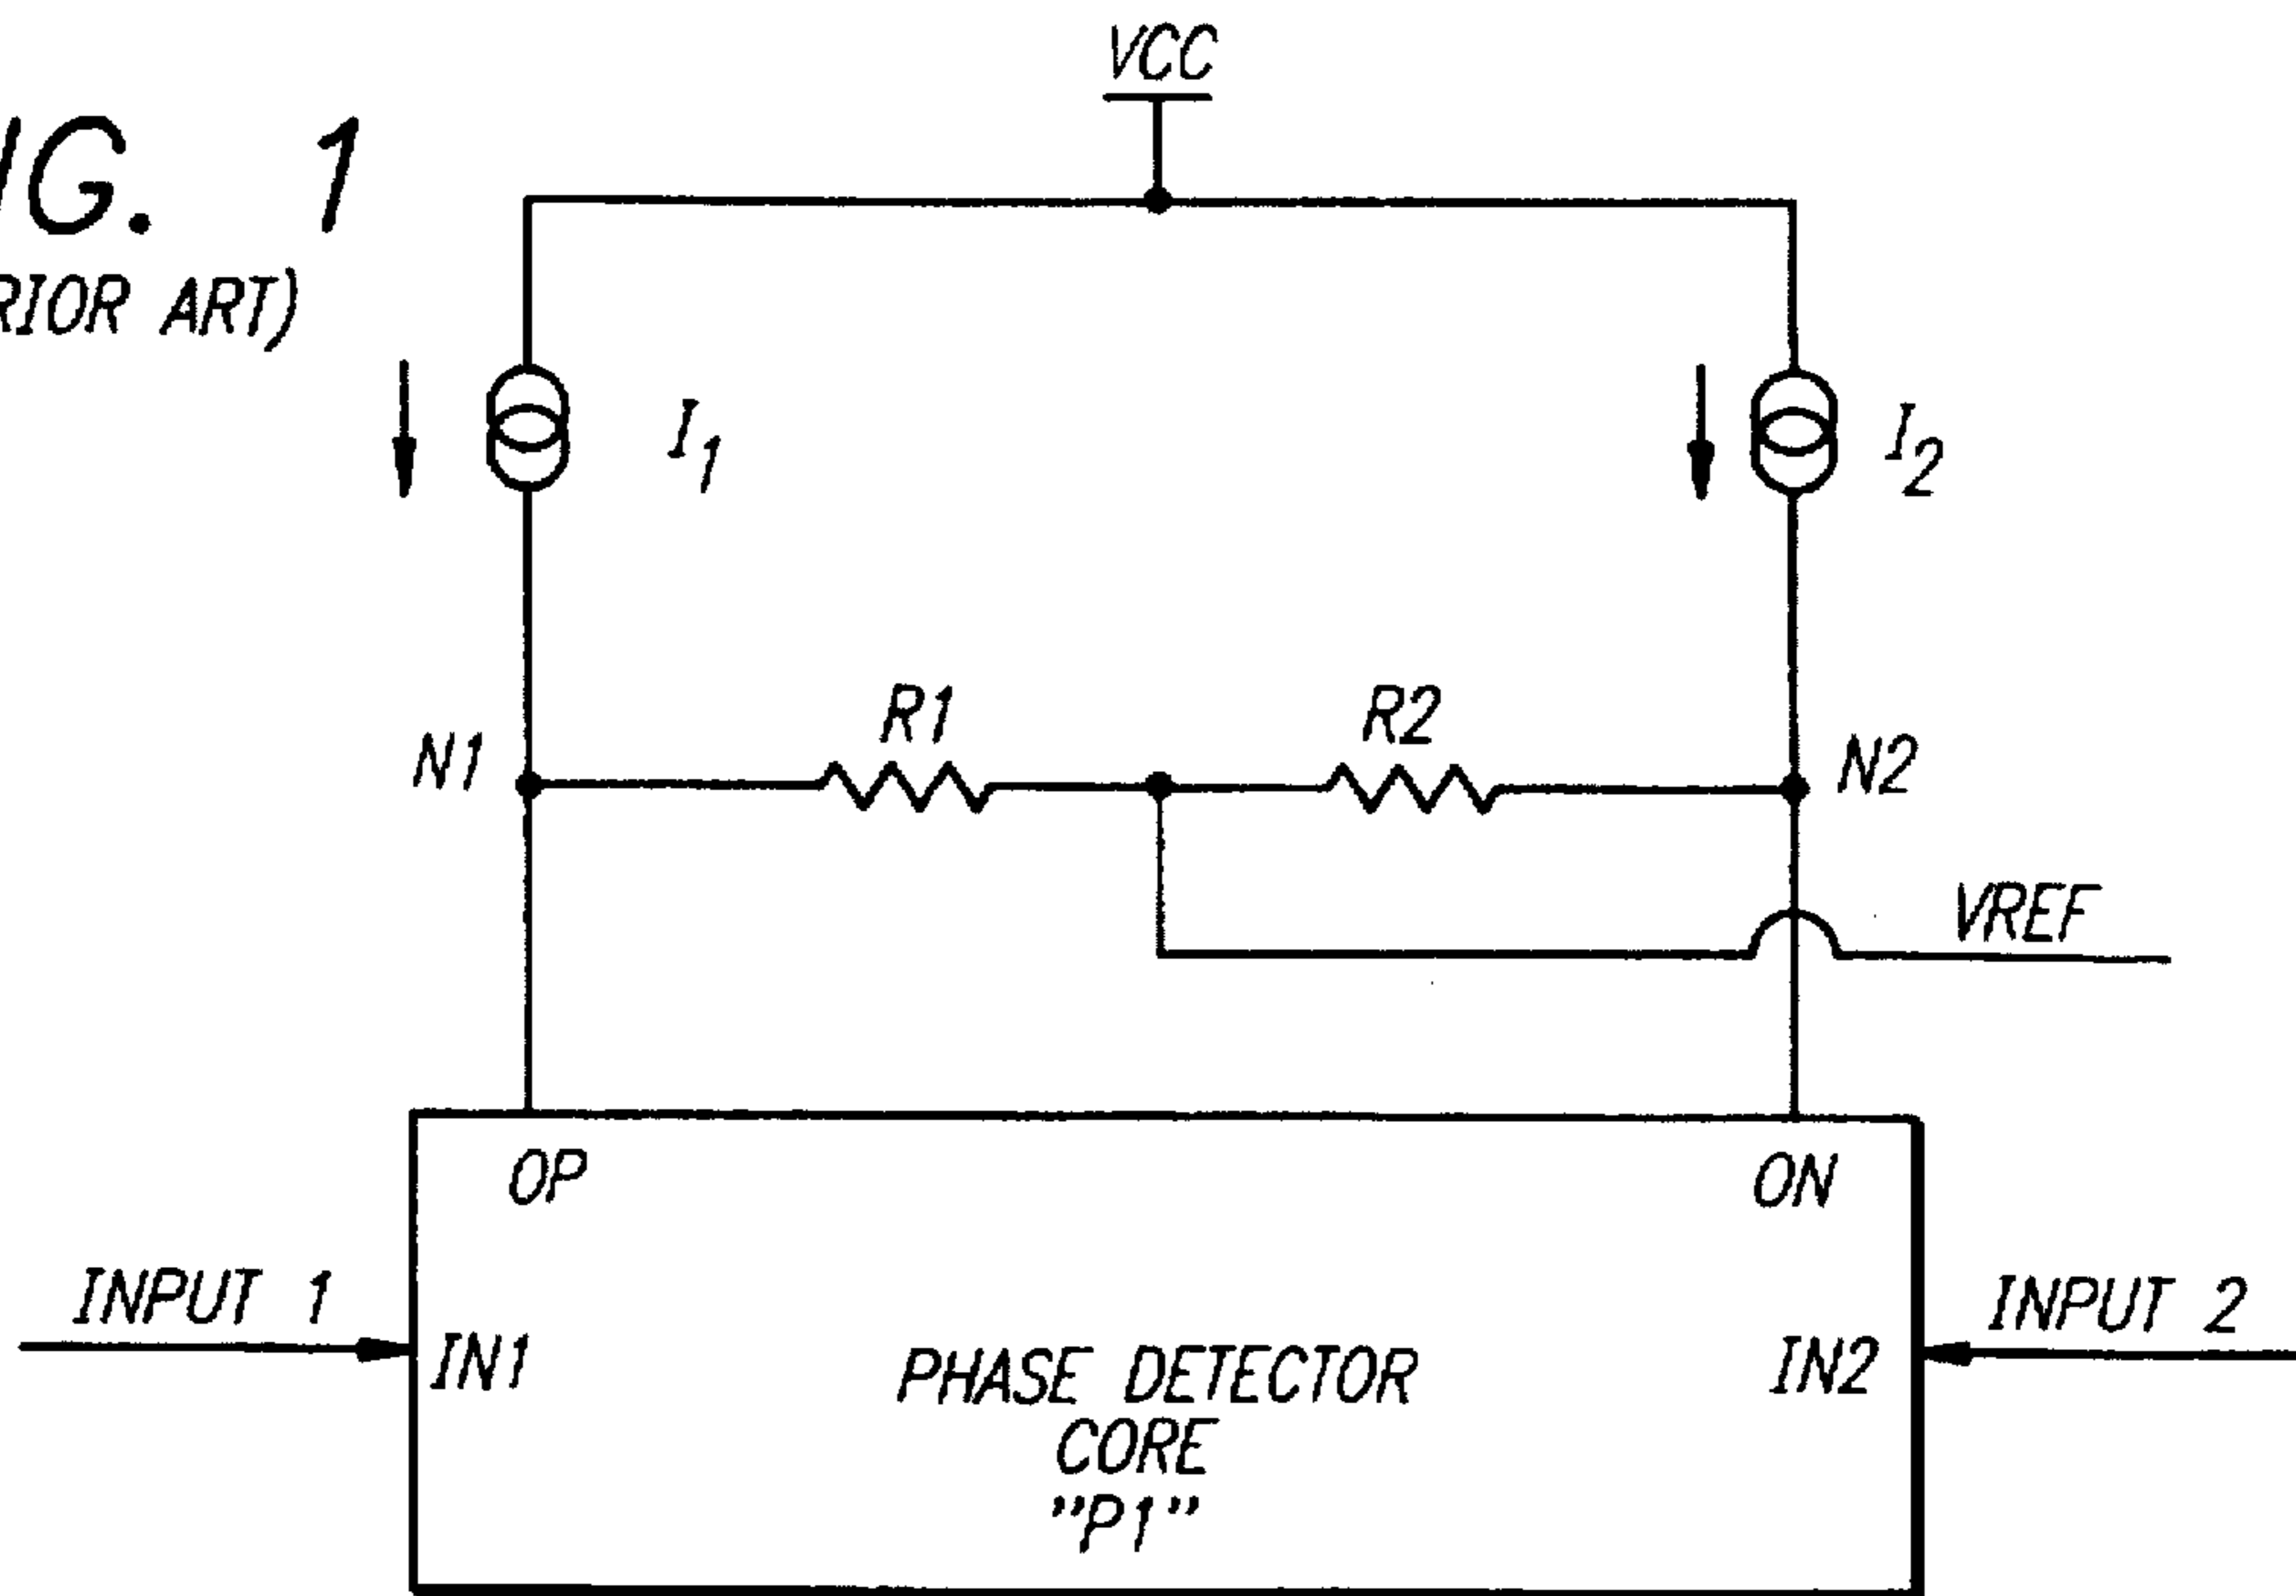 VCC
IG. 1
RIOR ART)
I1
I2
R1
R2
N1
N2
VREF
OP
ON
INPUT 1
INPUT 2
IN1
IN2
PHASE DETECTOR
CORE
"P1"